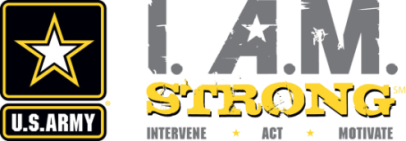 U.S.ARMY
I. A.M.
STRONG SM
INTERVENE ★ ACT ★ MOTIVATE